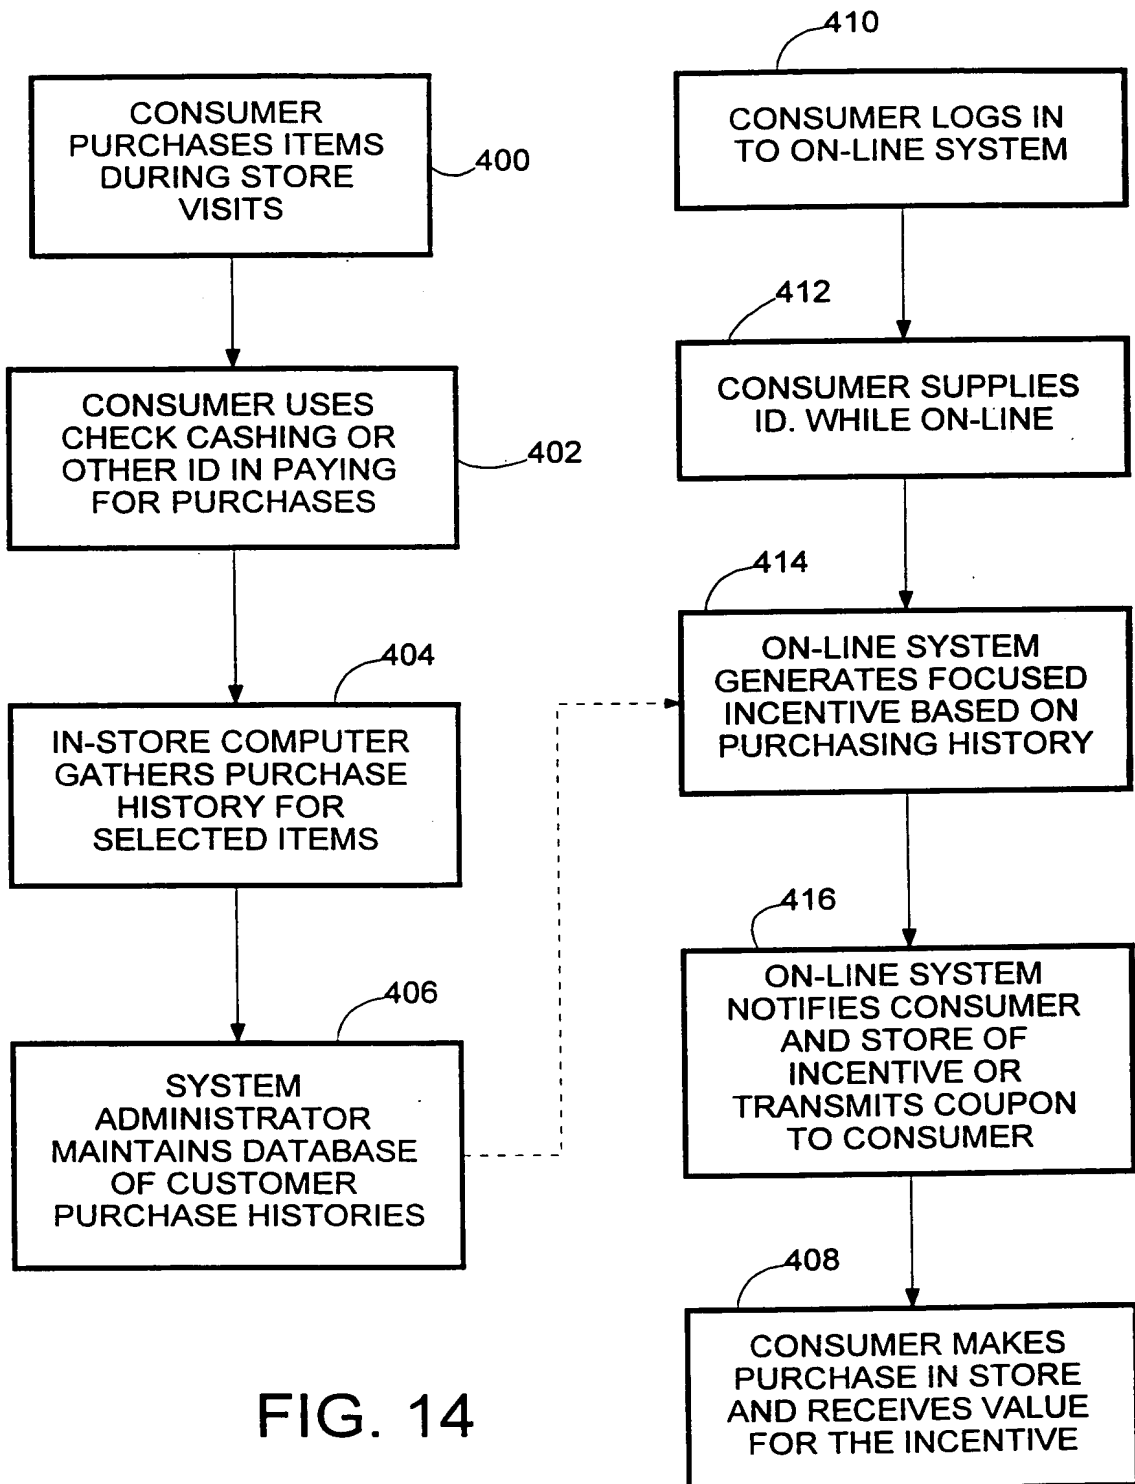 CONSUMER
PURCHASES ITEMS
DURING STORE
VISITS
400
CONSUMER USES
CHECK CASHING OR
OTHER ID IN PAYING
FOR PURCHASES
402
404
IN-STORE COMPUTER
GATHERS PURCHASE
HISTORY FOR
SELECTED ITEMS
406
SYSTEM
ADMINISTRATOR
MAINTAINS DATABASE
OF CUSTOMER
PURCHASE HISTORIES
410
CONSUMER LOGS IN
TO ON-LINE SYSTEM
412
CONSUMER SUPPLIES
ID. WHILE ON-LINE
414
ON-LINE SYSTEM
GENERATES FOCUSED
INCENTIVE BASED ON
PURCHASING HISTORY
416
ON-LINE SYSTEM
NOTIFIES CONSUMER
AND STORE OF
INCENTIVE OR
TRANSMITS COUPON
TO CONSUMER
408
CONSUMER MAKES
PURCHASE IN STORE
AND RECEIVES VALUE
FOR THE INCENTIVE
FIG. 14